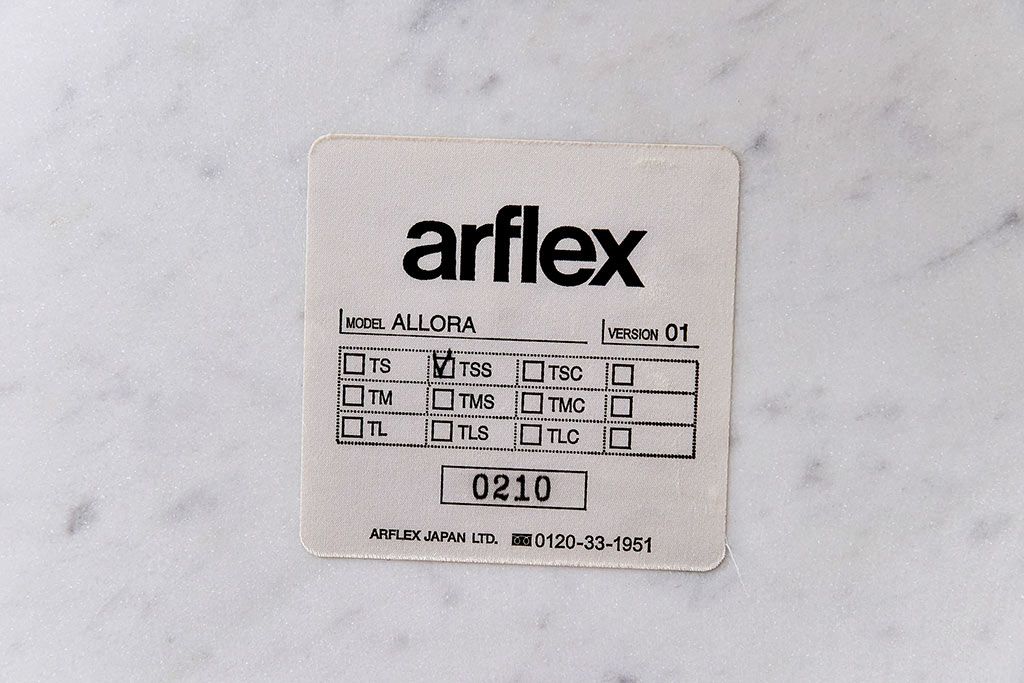 arflex
MODEL ALLORA VERSION 01
TS TSS TSC
TM TMS TMC
TL TLS TLC
0210
ARFLEX JAPAN LTD. 0120-33-1951